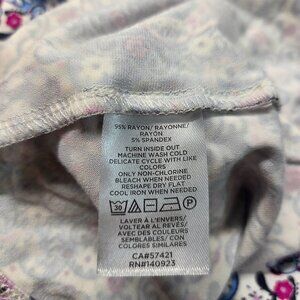 95% RAYON/ RAYONNE/
RAYÓN
5% SPANDEX
TURN INSIDE OUT
MACHINE WASH COLD
DELICATE CYCLE WITH LIKE
COLORS
ONLY NON-CHLORINE
BLEACH WHEN NEEDED
RESHAPE DRY FLAT
COOL IRON WHEN NEEDED
30 P
LAVER À L'ENVERS/
VOLTEAR AL REVÉS/
AVEC DES COULEURS
SEMBLABLES/ CON
COLORES SIMILARES
CA#57421
RN#140923